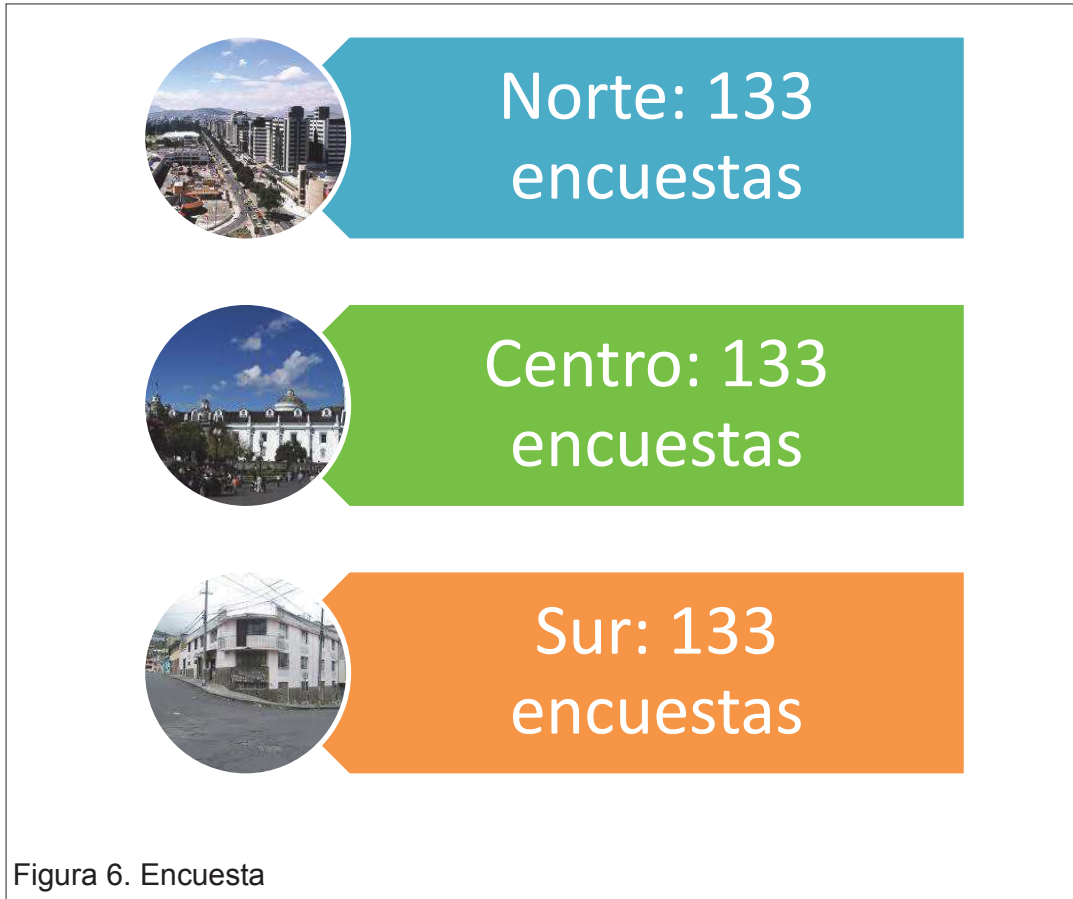 Norte: 133
encuestas
Centro: 133
encuestas
Sur: 133
encuestas
Figura 6. Encuesta